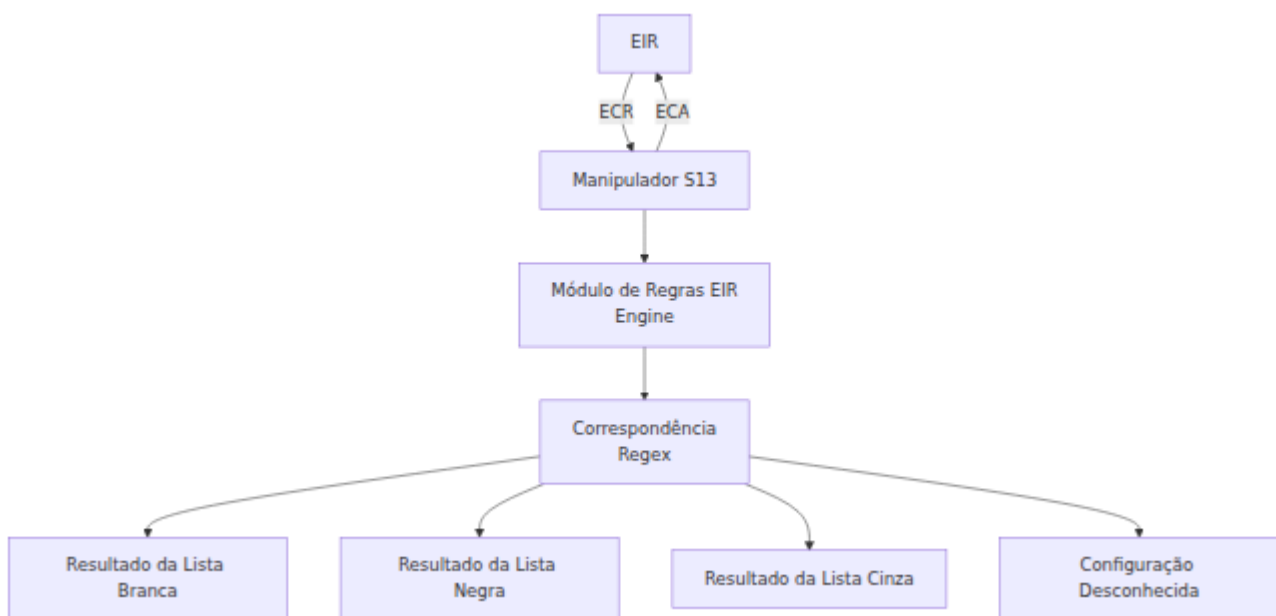 EIR
ECR
ECA
Manipulador S13
Módulo de Regras EIR
Engine
Correspondência
Regex
Resultado da Lista
Branca
Resultado da Lista
Negra
Resultado da Lista Cinza
Configuração
Desconhecida